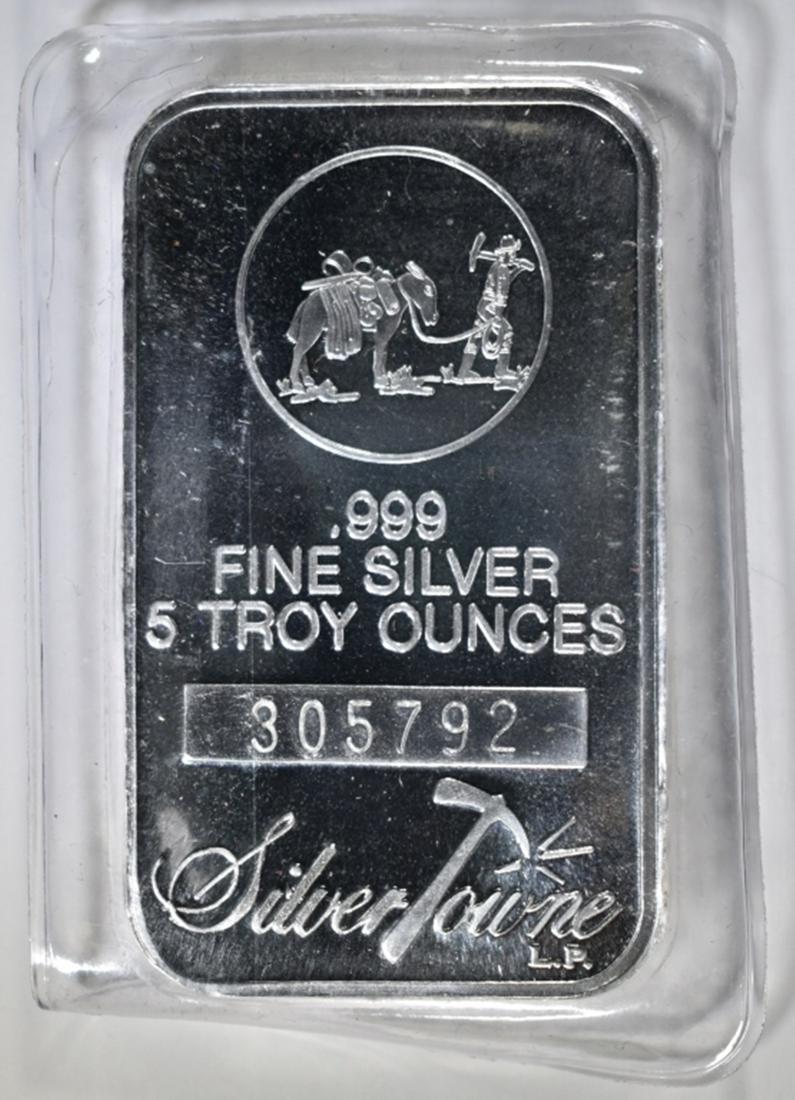 .999
FINE SILVER
5 TROY OUNCES
305792
SilverTowne
L.P.